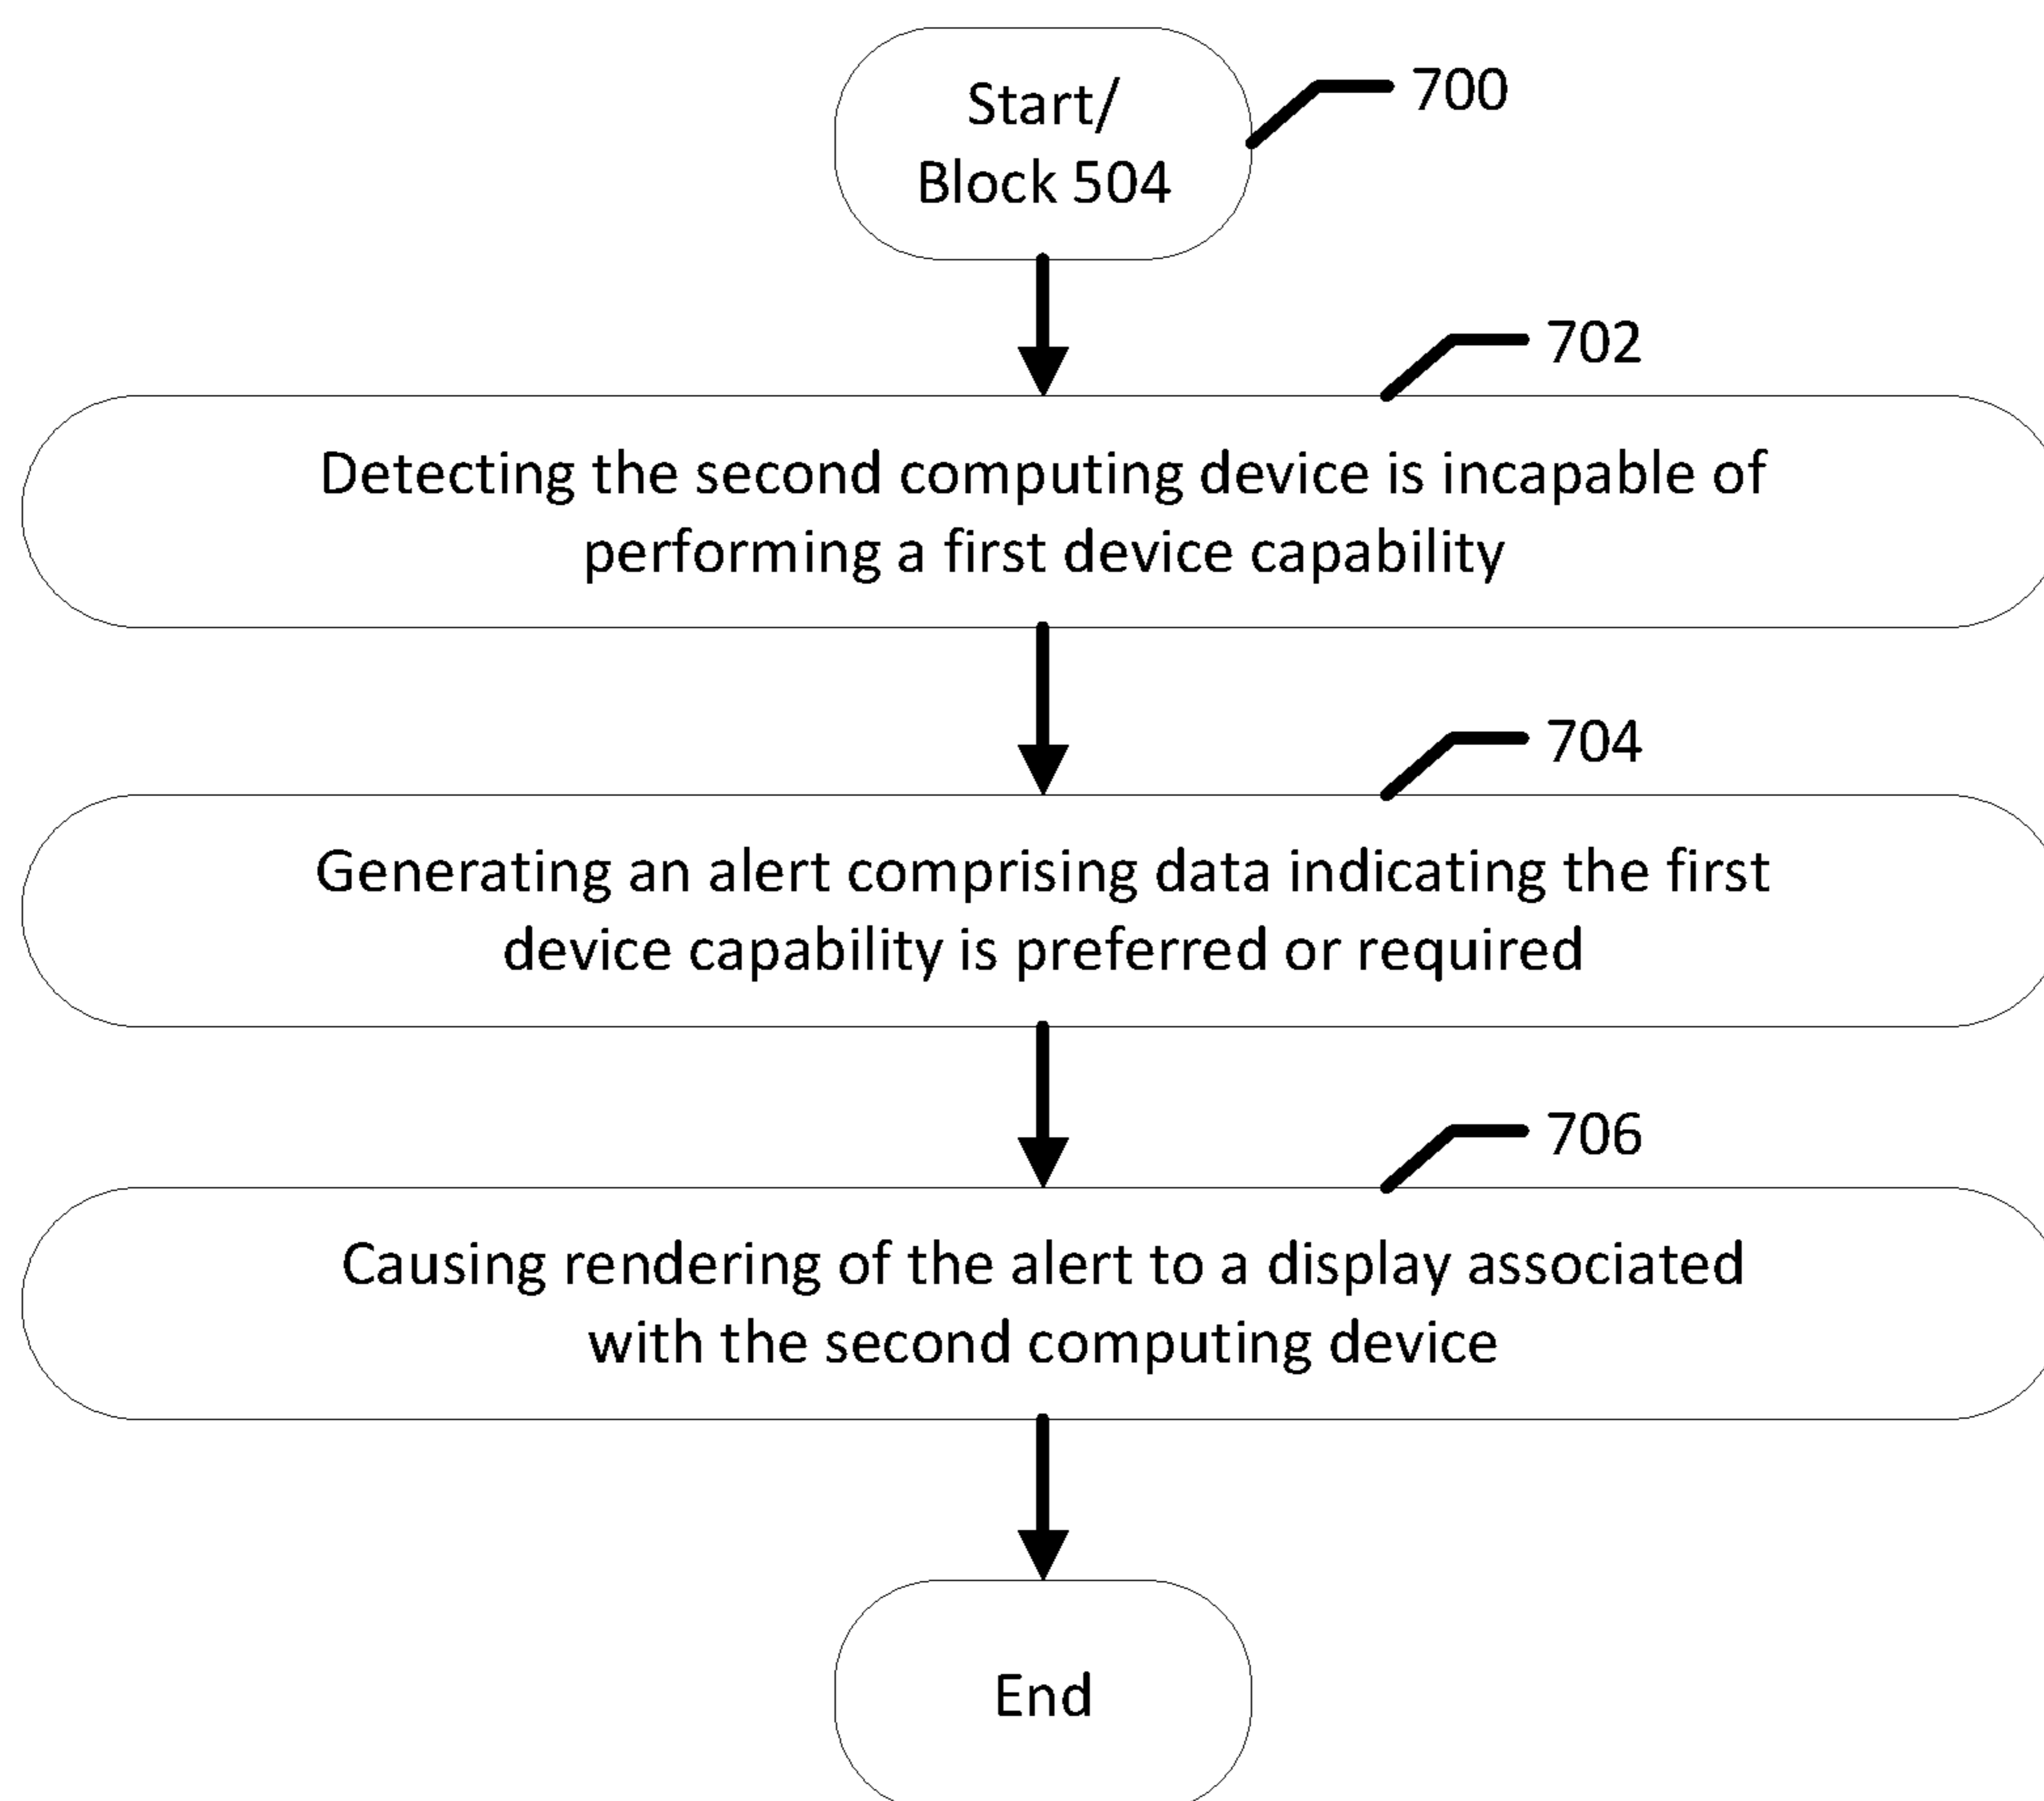 Start/
Block 504
700
702
Detecting the second computing device is incapable of
performing a first device capability
704
Generating an alert comprising data indicating the first
device capability is preferred or required
706
Causing rendering of the alert to a display associated
with the second computing device
End